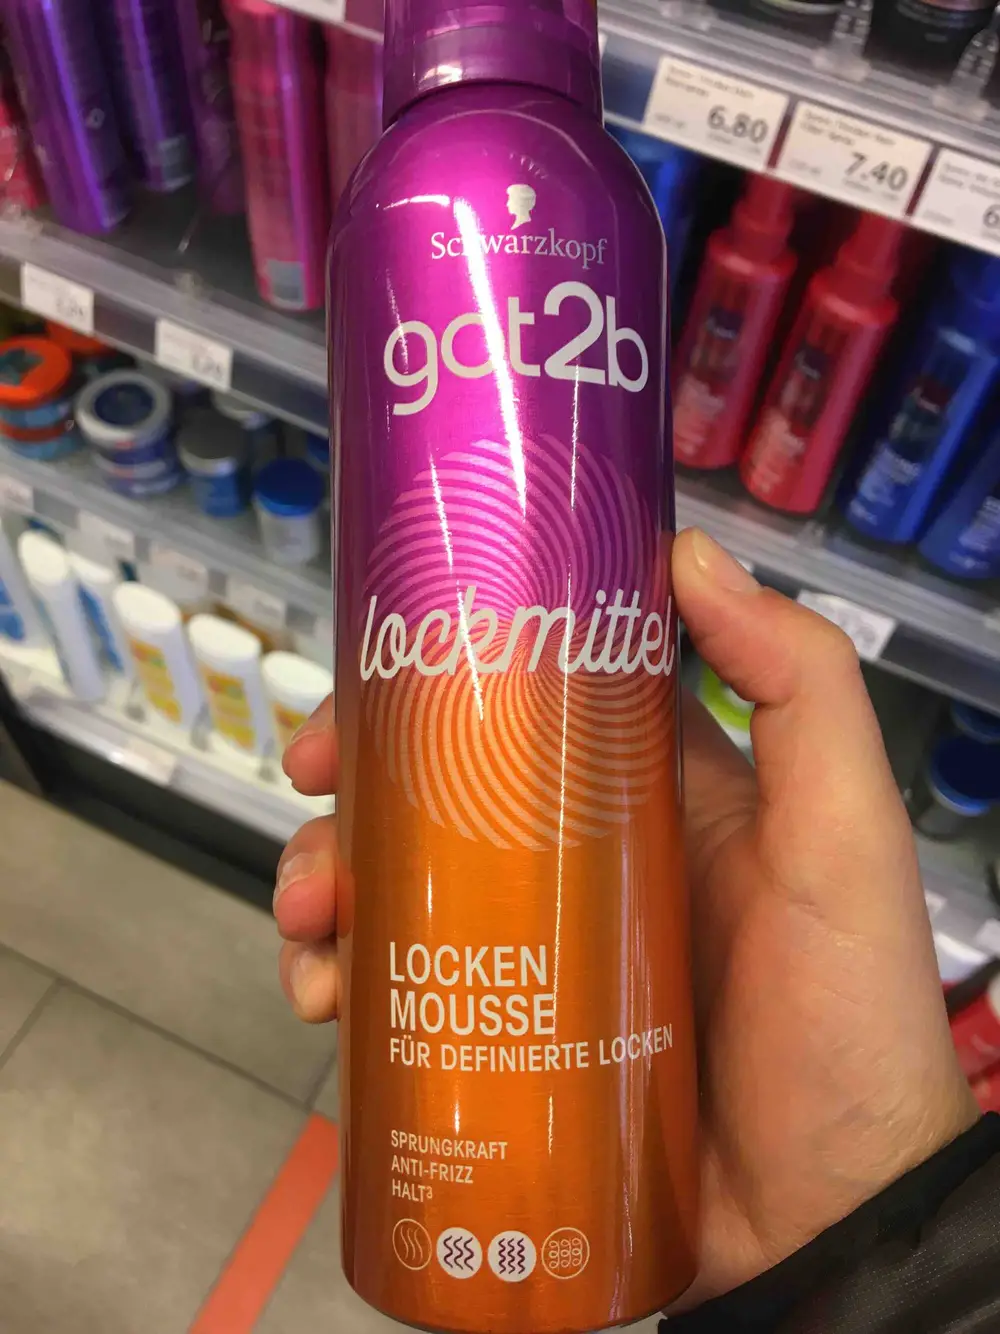 Schwarzkopf
got2b
lockmittel
LOCKEN
MOUSSE
FÜR DEFINIERTE LOCKEN
SPRUNGKRAFT
ANTI-FRIZZ
HALT³
6.80
7.40